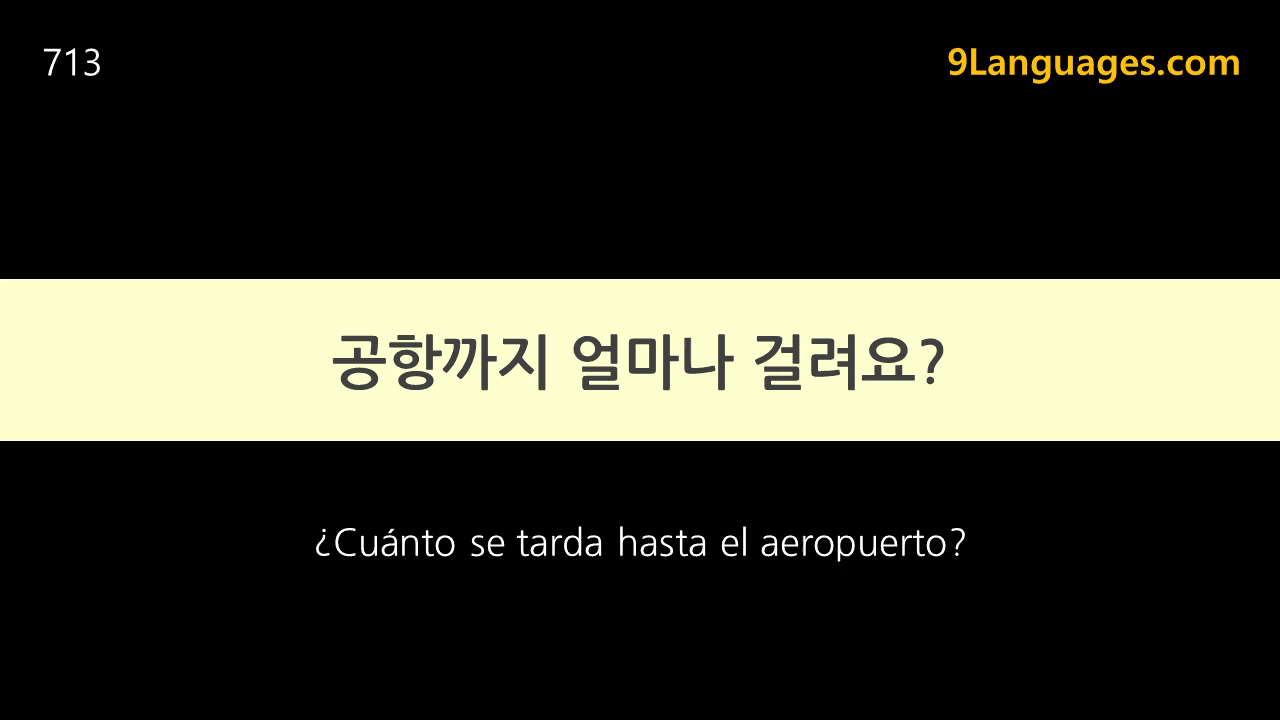 713
9Languages.com
공항까지 얼마나 걸려요?
¿Cuánto se tarda hasta el aeropuerto?